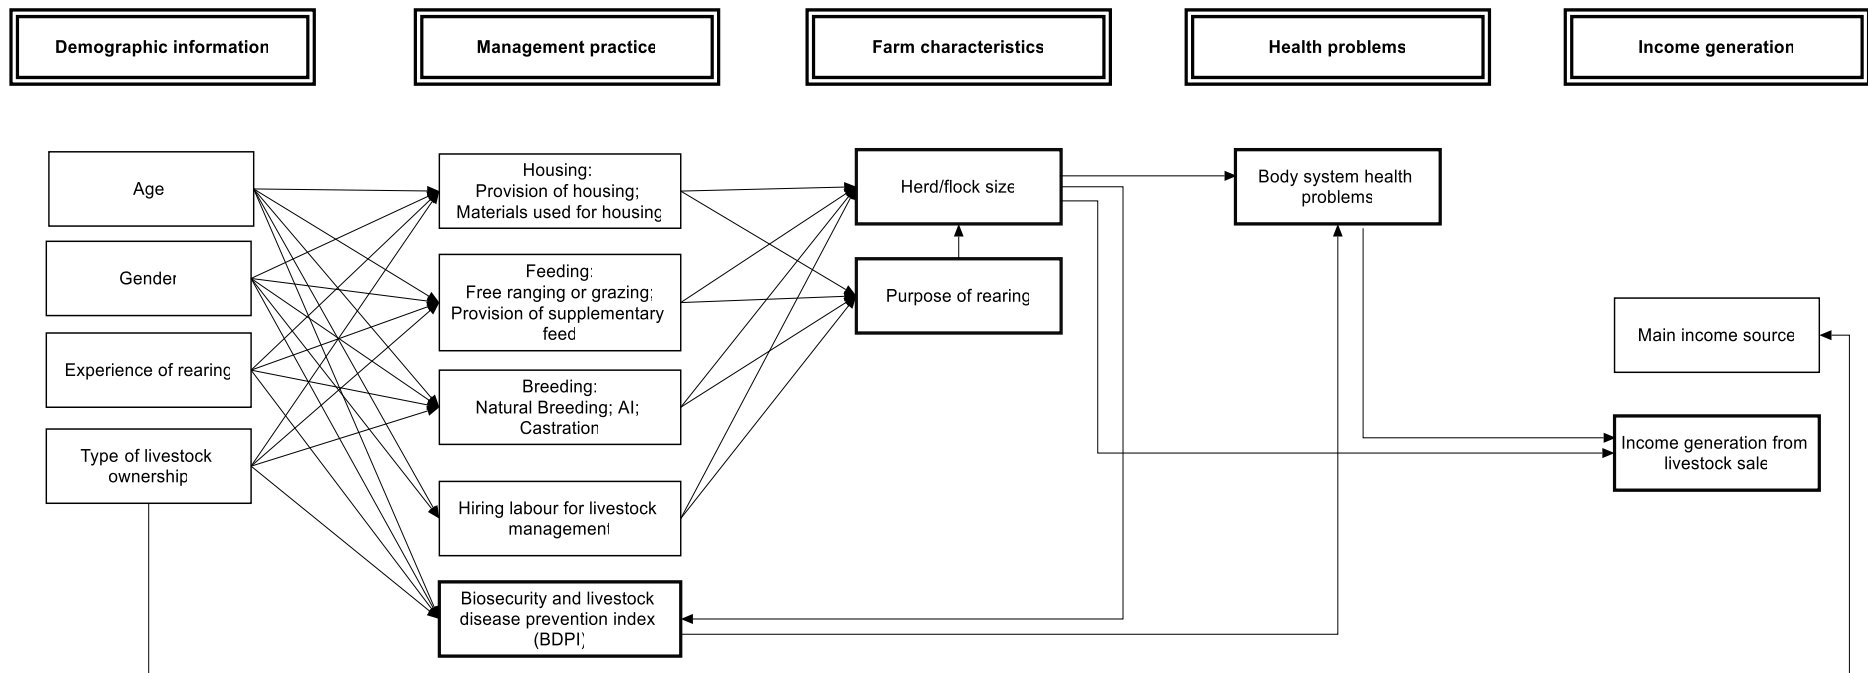 Demographic information
Management practice
Farm characteristics
Health problems
Income generation
Age
Gender
Experience of rearing
Type of livestock
ownership
Housing:
Provision of housing;
Materials used for housing
Feeding:
Free ranging or grazing;
Provision of supplementary
feed
Breeding:
Natural Breeding; AI;
Castration
Hiring labour for livestock
management
Biosecurity and livestock
disease prevention index
(BDPI)
Herd/flock size
Purpose of rearing
Body system health
problems
Main income source
Income generation from
livestock sale